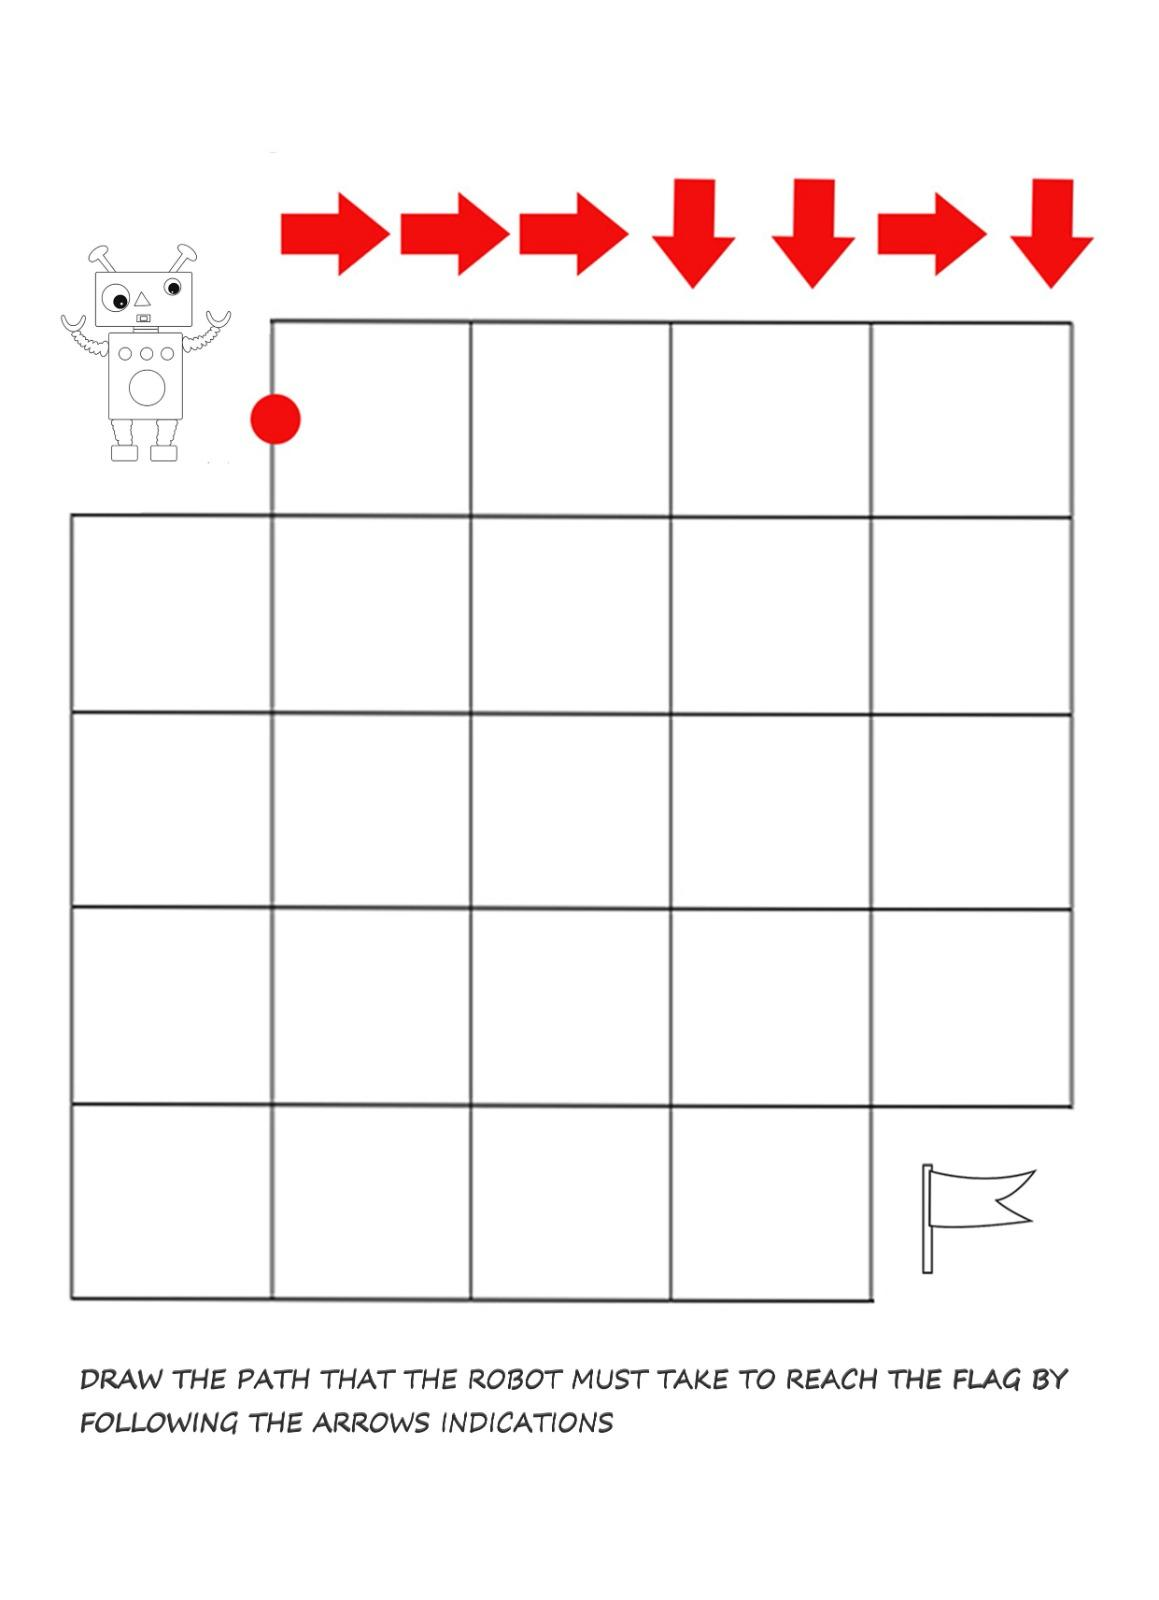 DRAW THE PATH THAT THE ROBOT MUST TAKE TO REACH THE FLAG BY
FOLLOWING THE ARROWS INDICATIONS